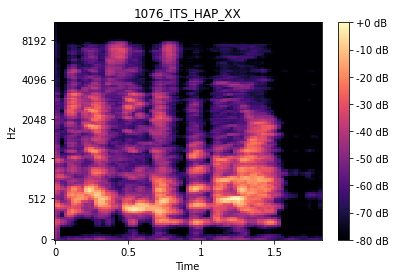 1076_ITS_HAP_XX
8192
4096
2048
1024
512
0
Hz
0
0.5
1
1.5
Time
+0 dB
-10 dB
-20 dB
-30 dB
-40 dB
-50 dB
-60 dB
-70 dB
-80 dB